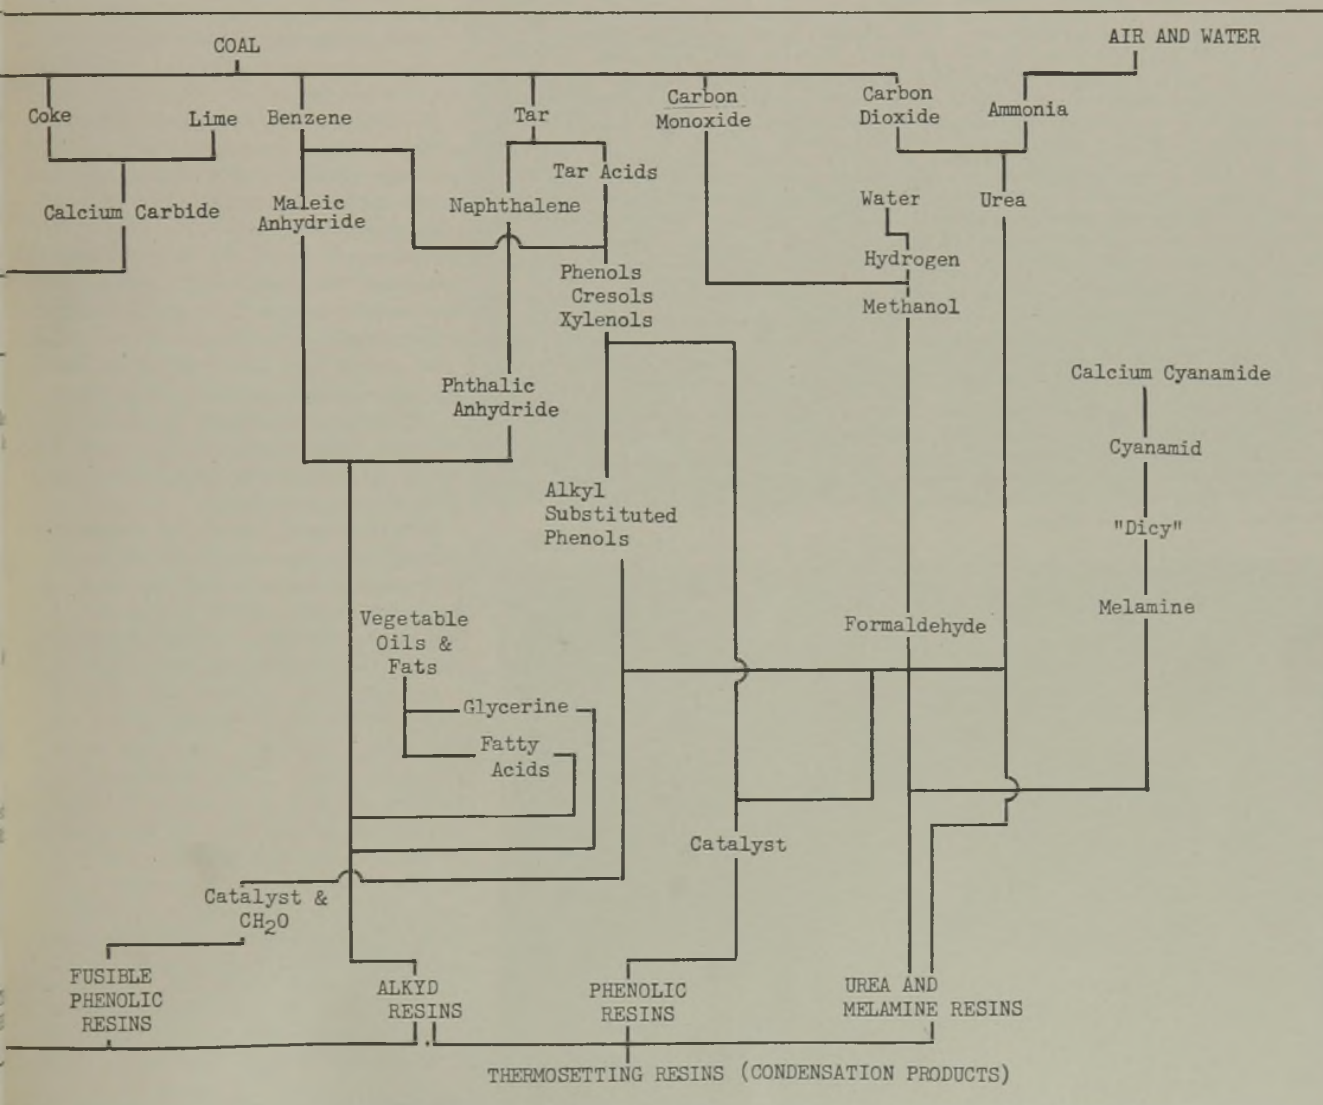 COAL
AIR AND WATER
Coke
Lime
Benzene
Tar
Carbon
Monoxide
Carbon
Dioxide
Ammonia
Calcium Carbide
Maleic
Anhydride
Naphthalene
Tar Acids
Water
Urea
Hydrogen
Phenols
Cresols
Xylenols
Methanol
Phthalic
Anhydride
Calcium Cyanamide
Cyanamid
Alkyl
Substituted
Phenols
"Dicy"
Melamine
Vegetable
Oils &
Fats
Formaldehyde
Glycerine
Fatty
Acids
Catalyst
Catalyst &
CH2O
FUSIBLE
PHENOLIC
RESINS
ALKYD
RESINS
PHENOLIC
RESINS
UREA AND
MELAMINE RESINS
THERMOSETTING RESINS (CONDENSATION PRODUCTS)